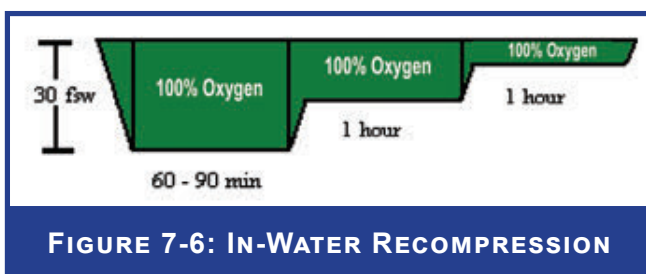 30 fsw
100% Oxygen
100% Oxygen
100% Oxygen
60 - 90 min
1 hour
1 hour
FIGURE 7-6: IN-WATER RECOMPRESSION